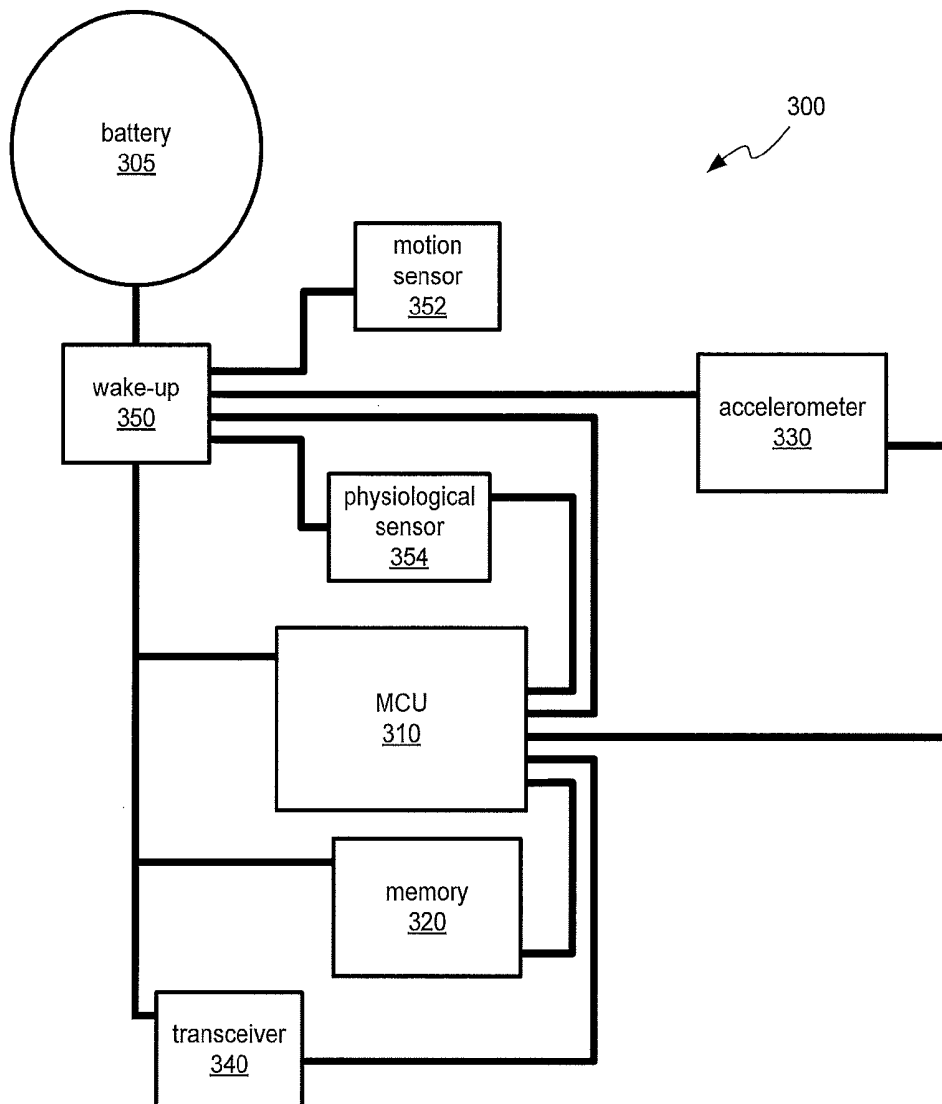 battery
305
300
motion
sensor
352
wake-up
350
accelerometer
330
physiological
sensor
354
MCU
310
memory
320
transceiver
340